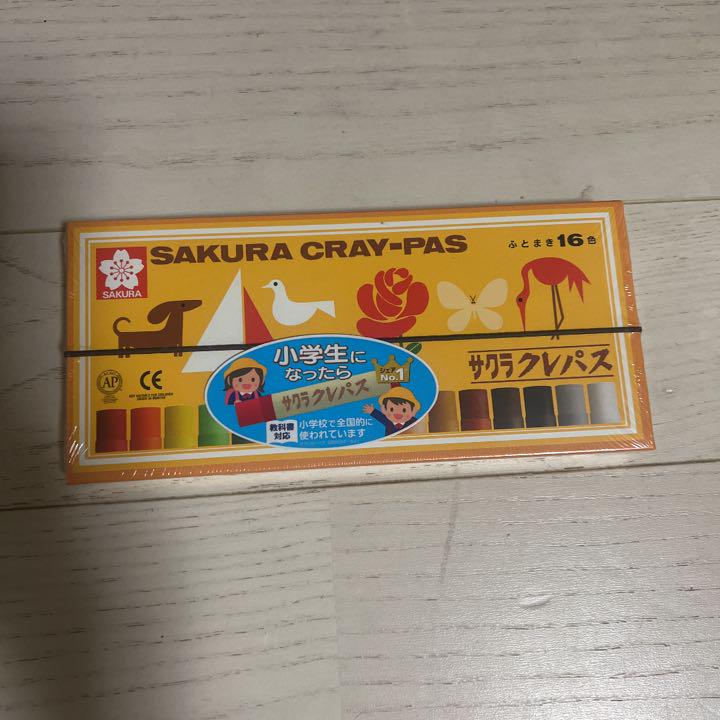 SAKURA CRAY-PAS
ふとまき16色
SAKURA
サクラクレパス
AP
CE
小学生に
なったら
シェア
No.1
サクラクレパス
教科書
対応
小学校で全国的に
使われています